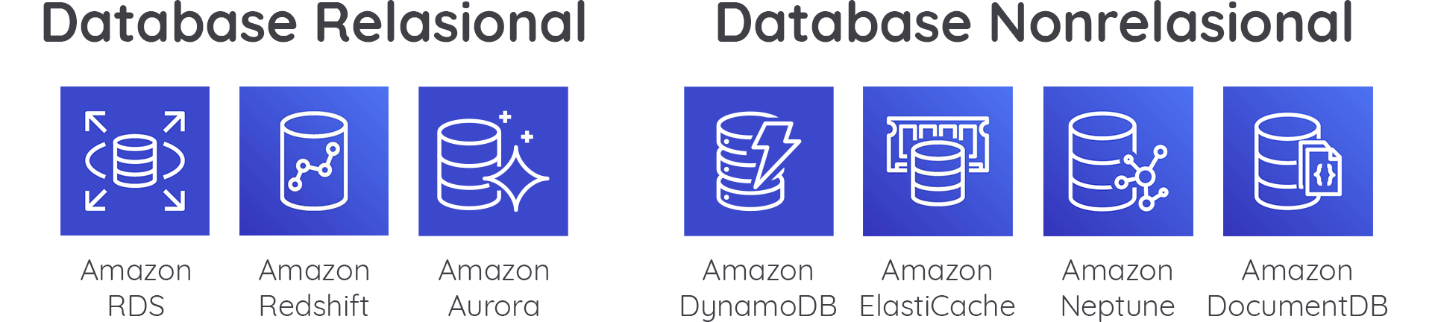 Database Relasional
Database Nonrelasional
Amazon
RDS
Amazon
Redshift
Amazon
Aurora
Amazon
DynamoDB
Amazon
ElastiCache
Amazon
Neptune
Amazon
DocumentDB